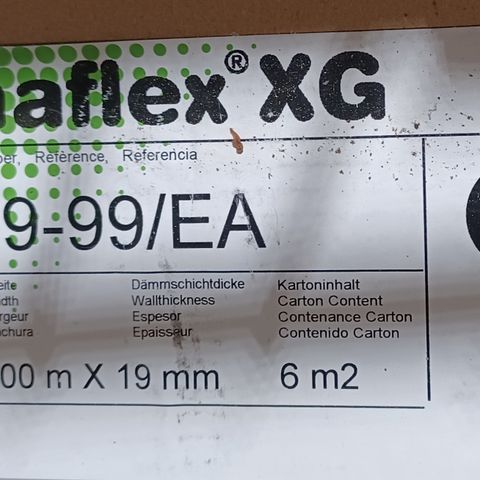 aflex® XG
ber, Reference, Referencia
9-99/EA
eite Dämmschichtdicke Kartoninhalt
dth Wallthickness Carton Content
rgeur Espesor Contenance Carton
chura Epaisseur Contenido Carton
00 m X 19 mm 6 m2